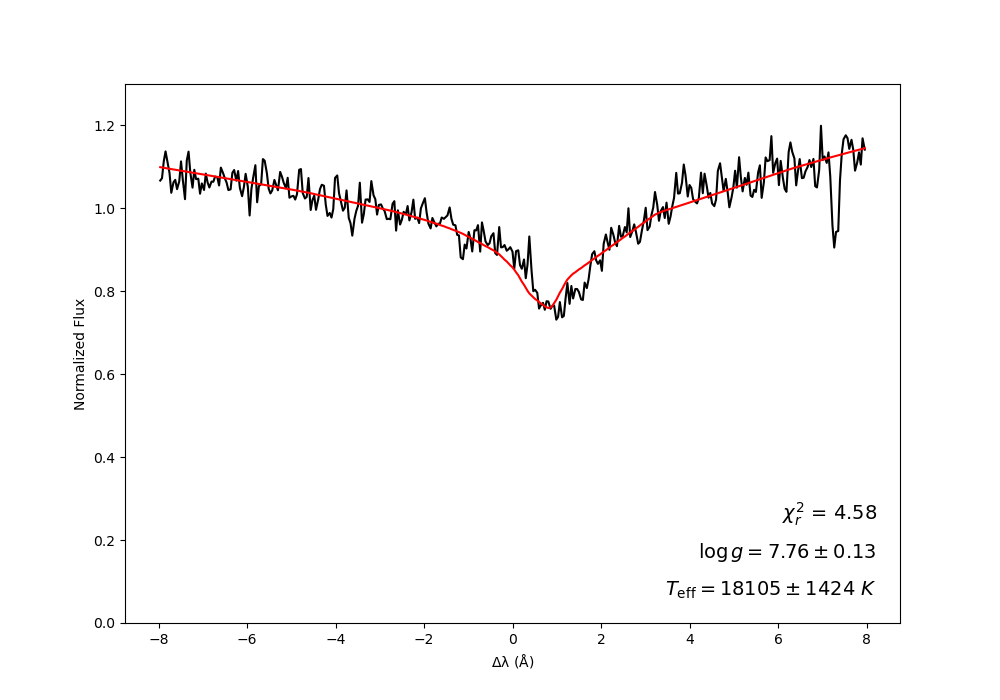 1.2
1.0
0.8
0.6
0.4
0.2
0.0
Normalized Flux
χ²ᵣ = 4.58
log g = 7.76 ± 0.13
T_eff = 18105 ± 1424 K
−8 −6 −4 −2 0 2 4 6 8
Δλ (Å)